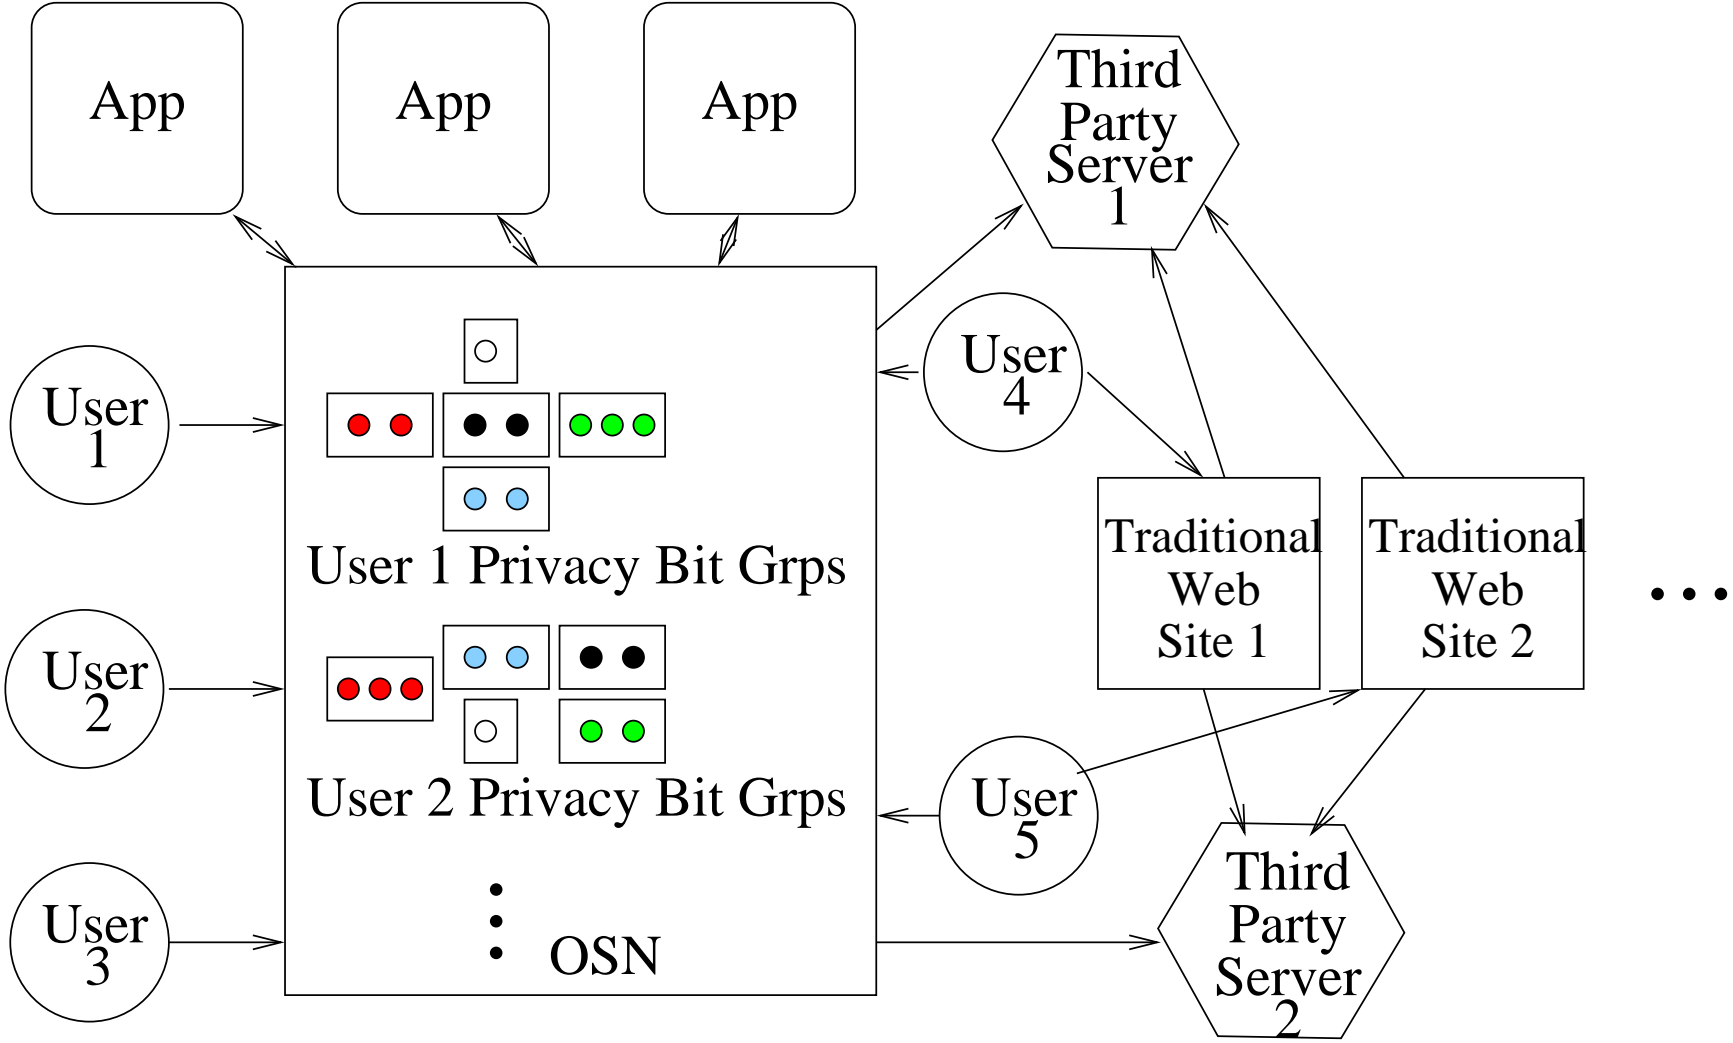 App
App
App
Third
Party
Server
1
User
1
User
4
User 1 Privacy Bit Grps
Traditional
Web
Site 1
Traditional
Web
Site 2
User
2
User 2 Privacy Bit Grps
User
5
User
3
OSN
Third
Party
Server
2